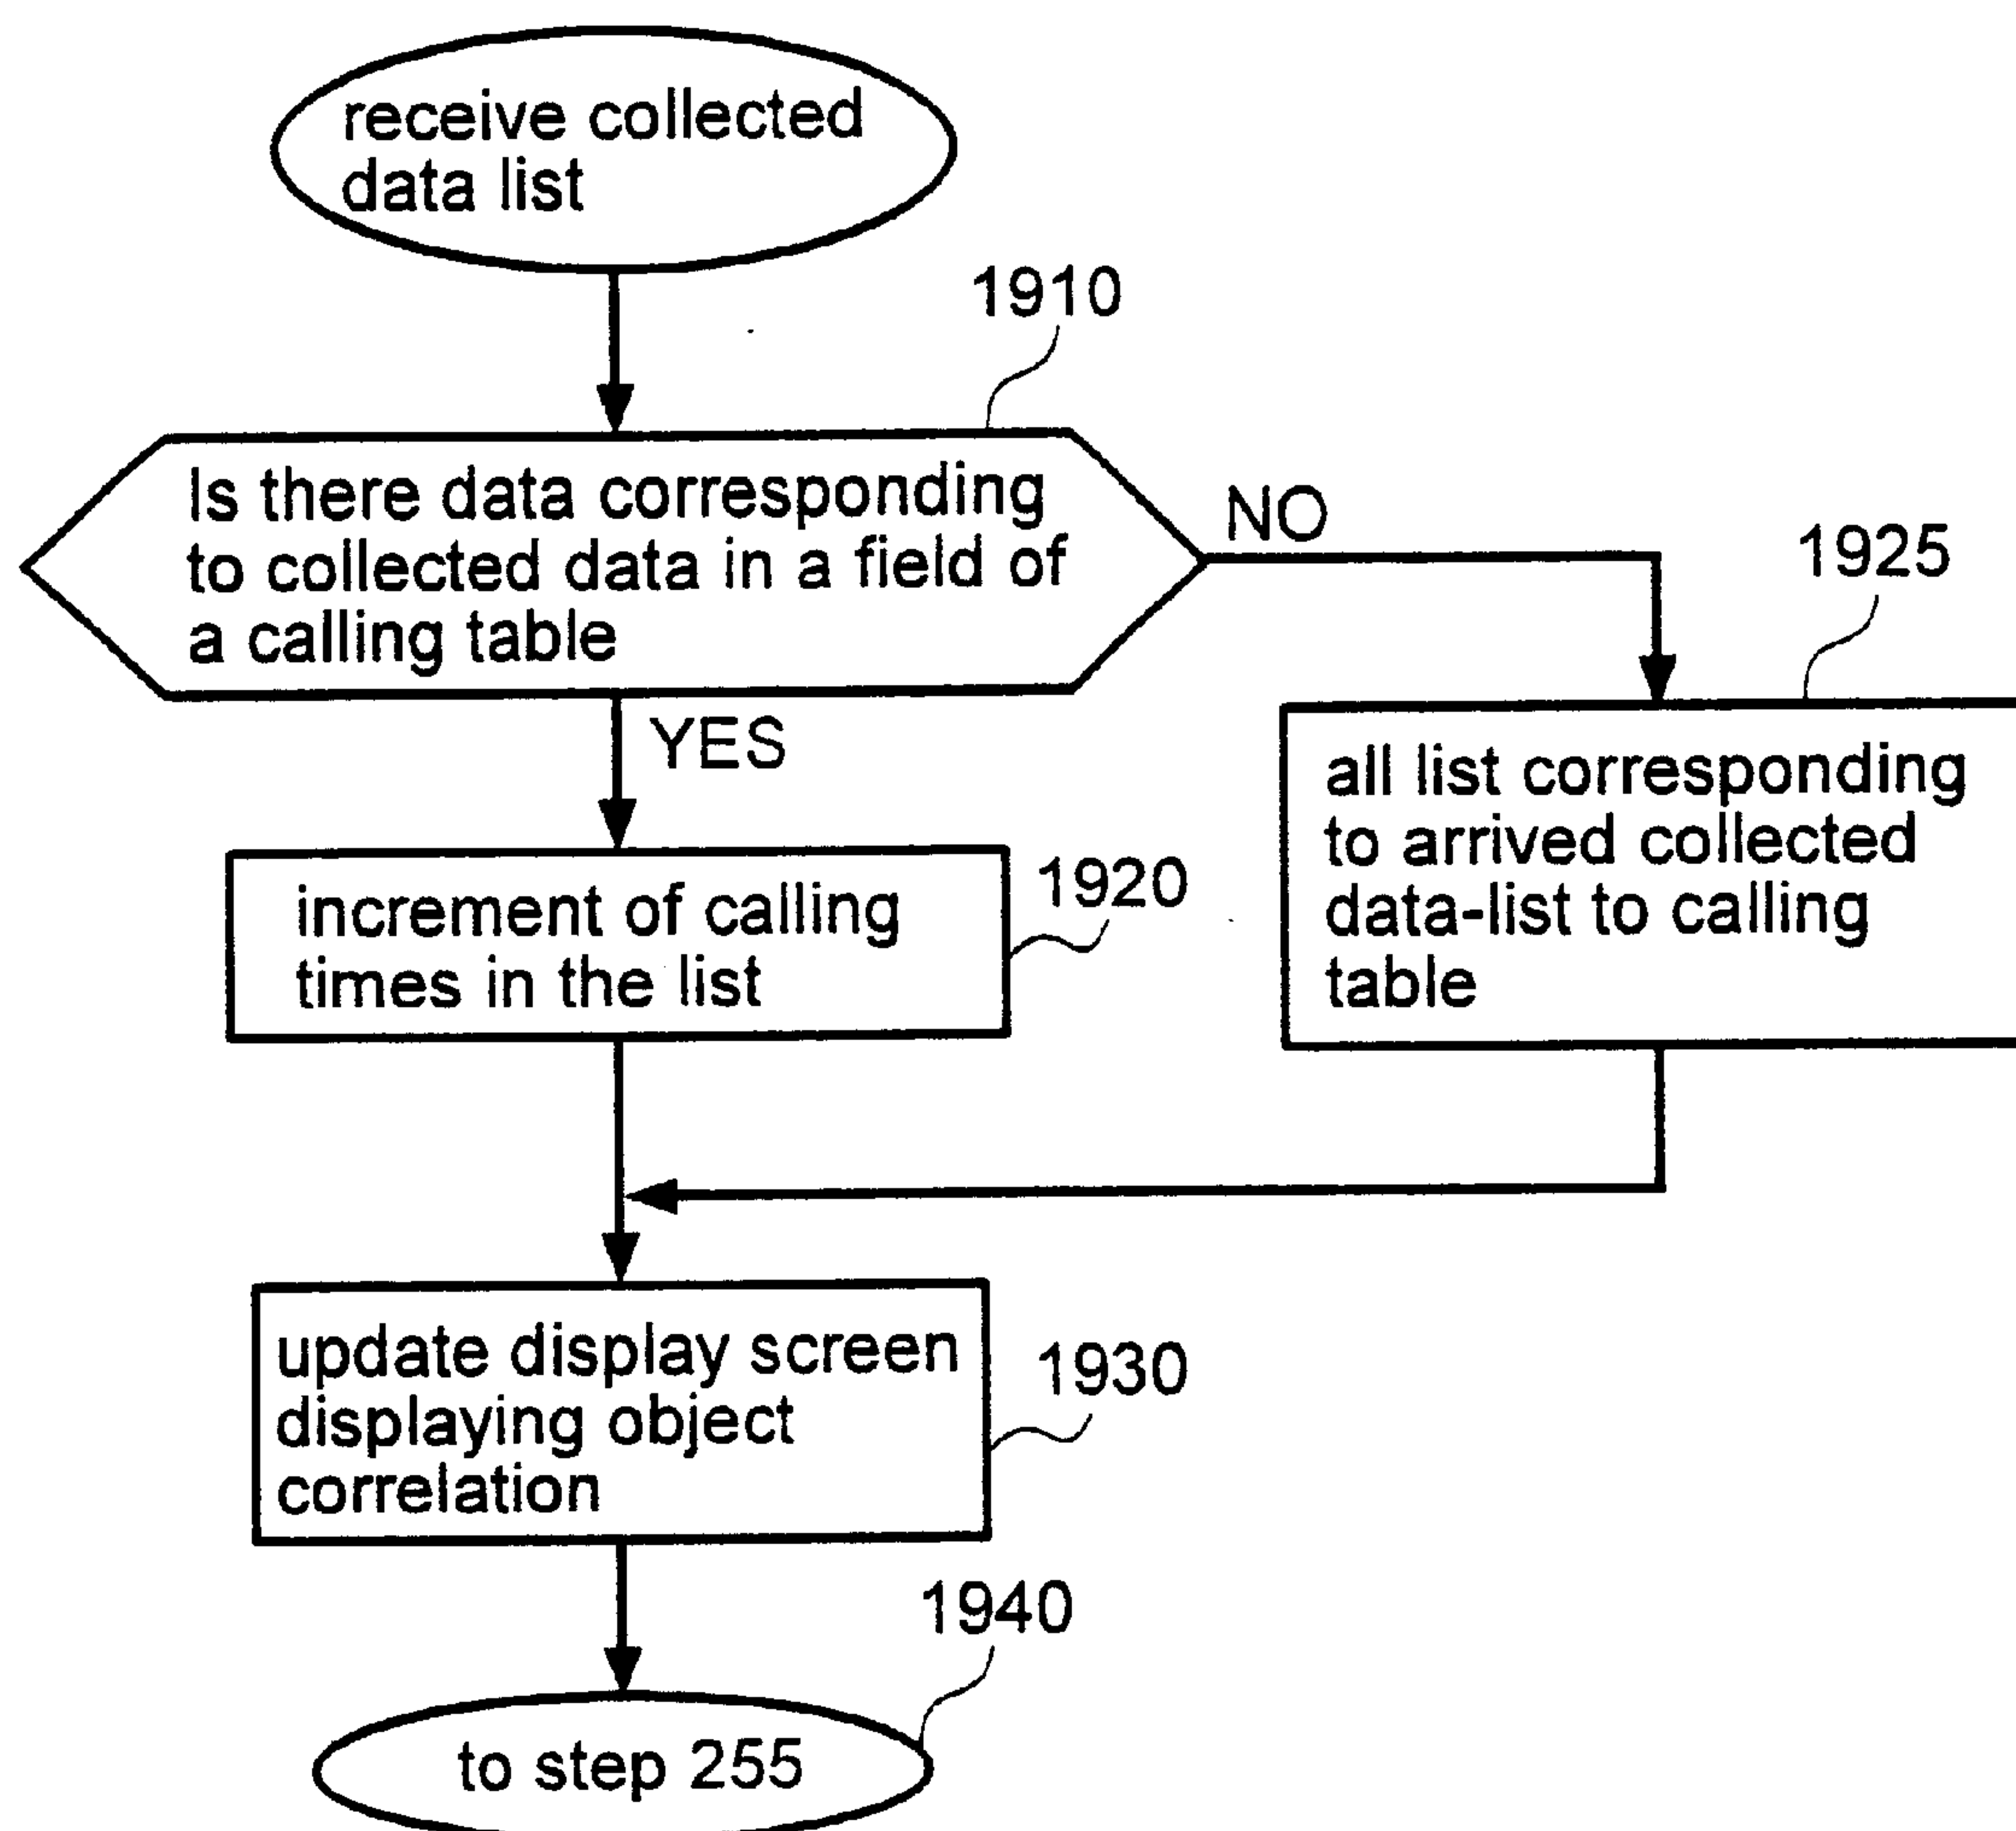 receive collected
data list
1910
Is there data corresponding
to collected data in a field of
a calling table
NO
YES
1925
all list corresponding
to arrived collected
data-list to calling
table
increment of calling
times in the list
1920
update display screen
displaying object
correlation
1930
1940
to step 255